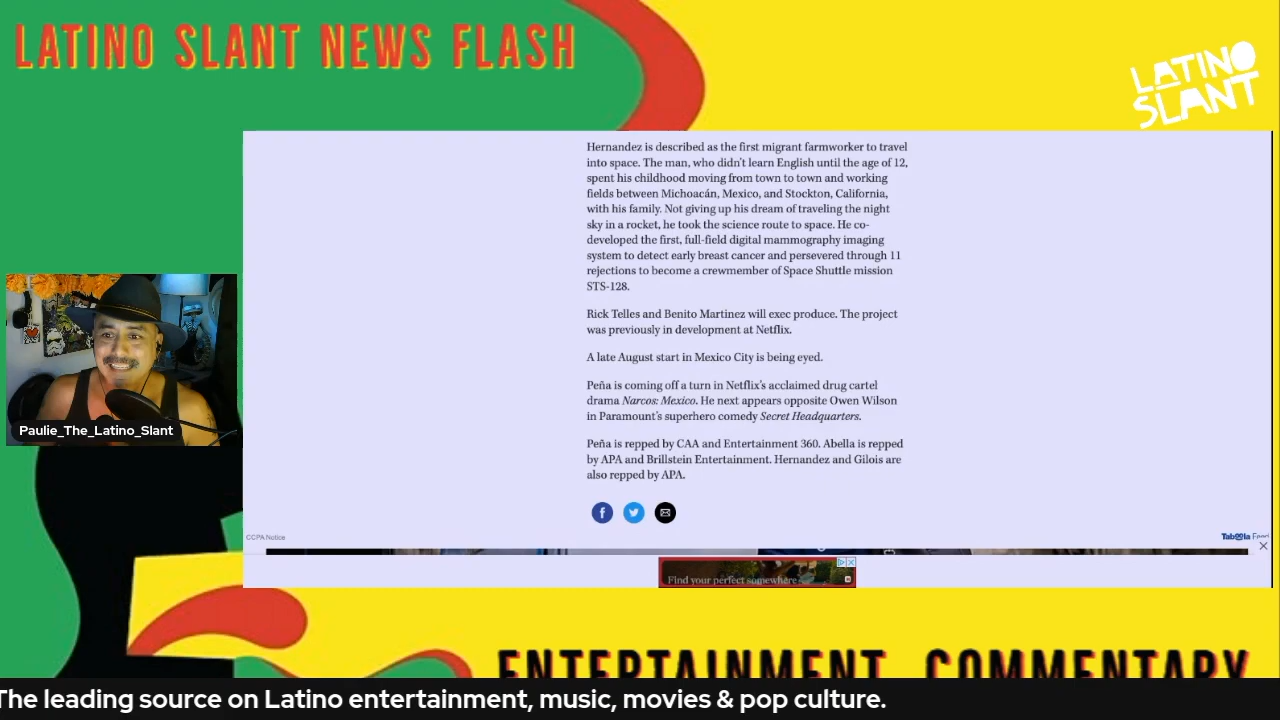 LATINO SLANT NEWS FLASH
LATINO
SLANT
Hernandez is described as the first migrant farmworker to travel
into space. The man, who didn't learn English until the age of 12,
spent his childhood moving from town to town and working
fields between Michoacán, Mexico, and Stockton, California,
with his family. Not giving up his dream of traveling the night
sky in a rocket, he took the science route to space. He co-
developed the first, full-field digital mammography imaging
system to detect early breast cancer and persevered through 11
rejections to become a crewmember of Space Shuttle mission
STS-128.
Rick Telles and Benito Martinez will exec produce. The project
was previously in development at Netflix.
A late August start in Mexico City is being eyed.
Peña is coming off a turn in Netflix's acclaimed drug cartel
drama Narcos: Mexico. He next appears opposite Owen Wilson
in Paramount's superhero comedy Secret Headquarters.
Peña is repped by CAA and Entertainment 360. Abella is repped
by APA and Brillstein Entertainment. Hernandez and Gilois are
also repped by APA.
Paulie_The_Latino_Slant
CCPA Notice
Taboola Feed
Find your perfect somewhere
ENTERTAINMENT COMMENTARY
The leading source on Latino entertainment, music, movies & pop culture.